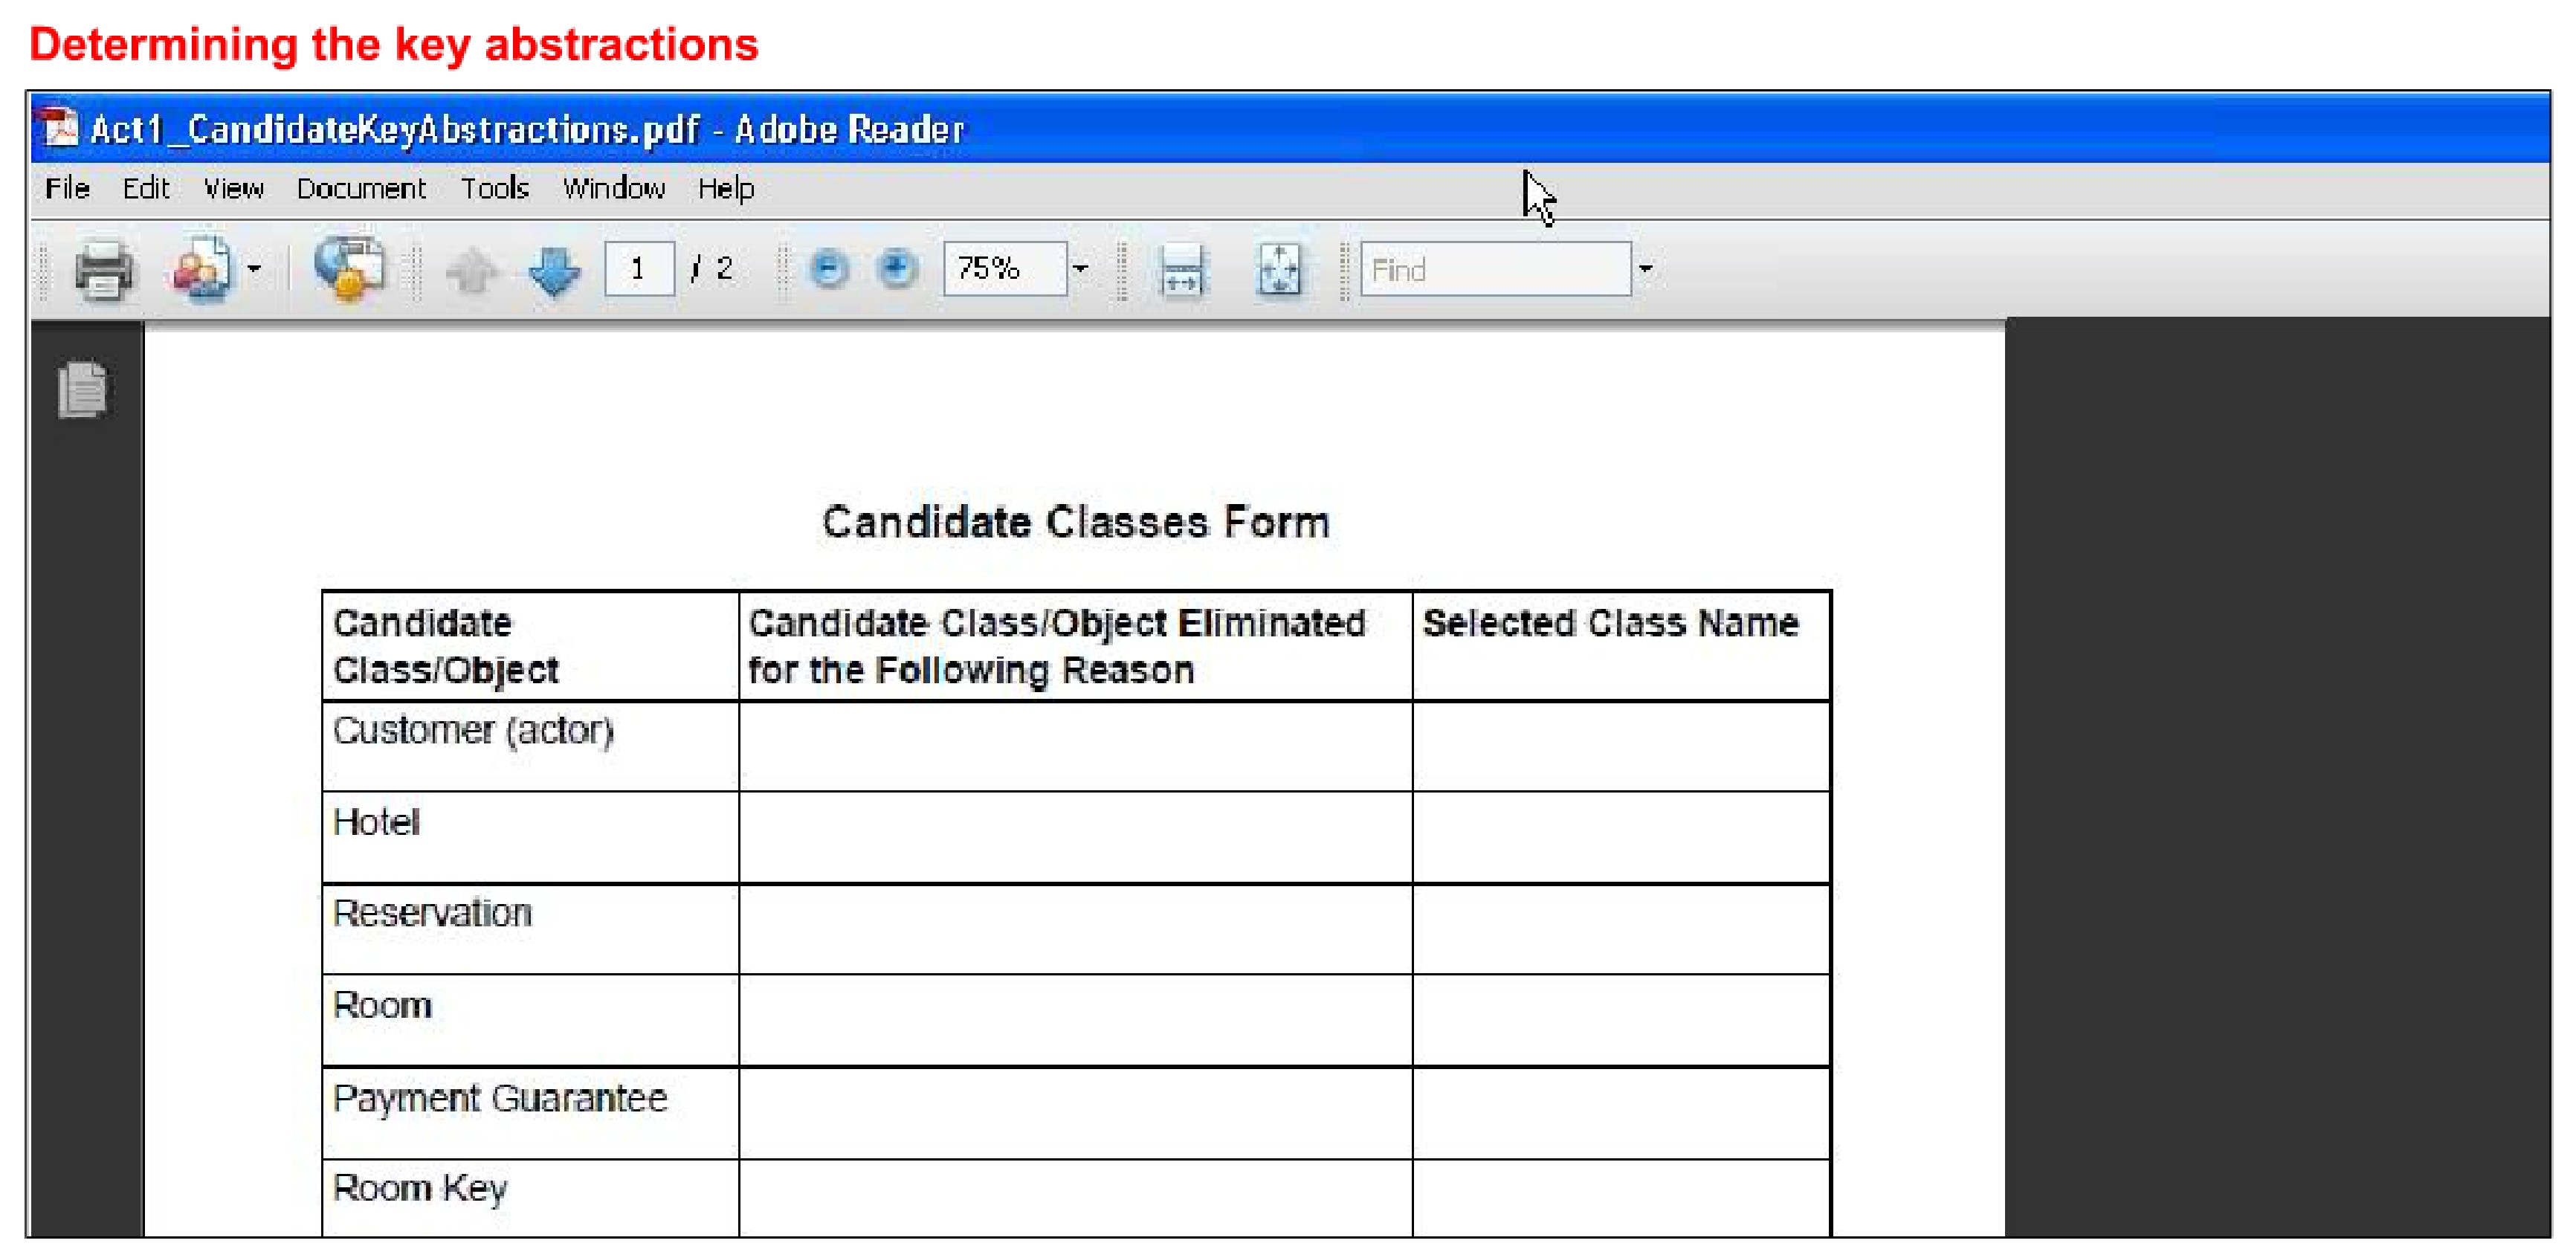 Determining the key abstractions
Act1_CandidateKeyAbstractions.pdf - Adobe Reader
File Edit View Document Tools Window Help
1 / 2 75% Find
Candidate Classes Form
Candidate Class/Object Candidate Class/Object Eliminated for the Following Reason Selected Class Name
Customer (actor)
Hotel
Reservation
Room
Payment Guarantee
Room Key